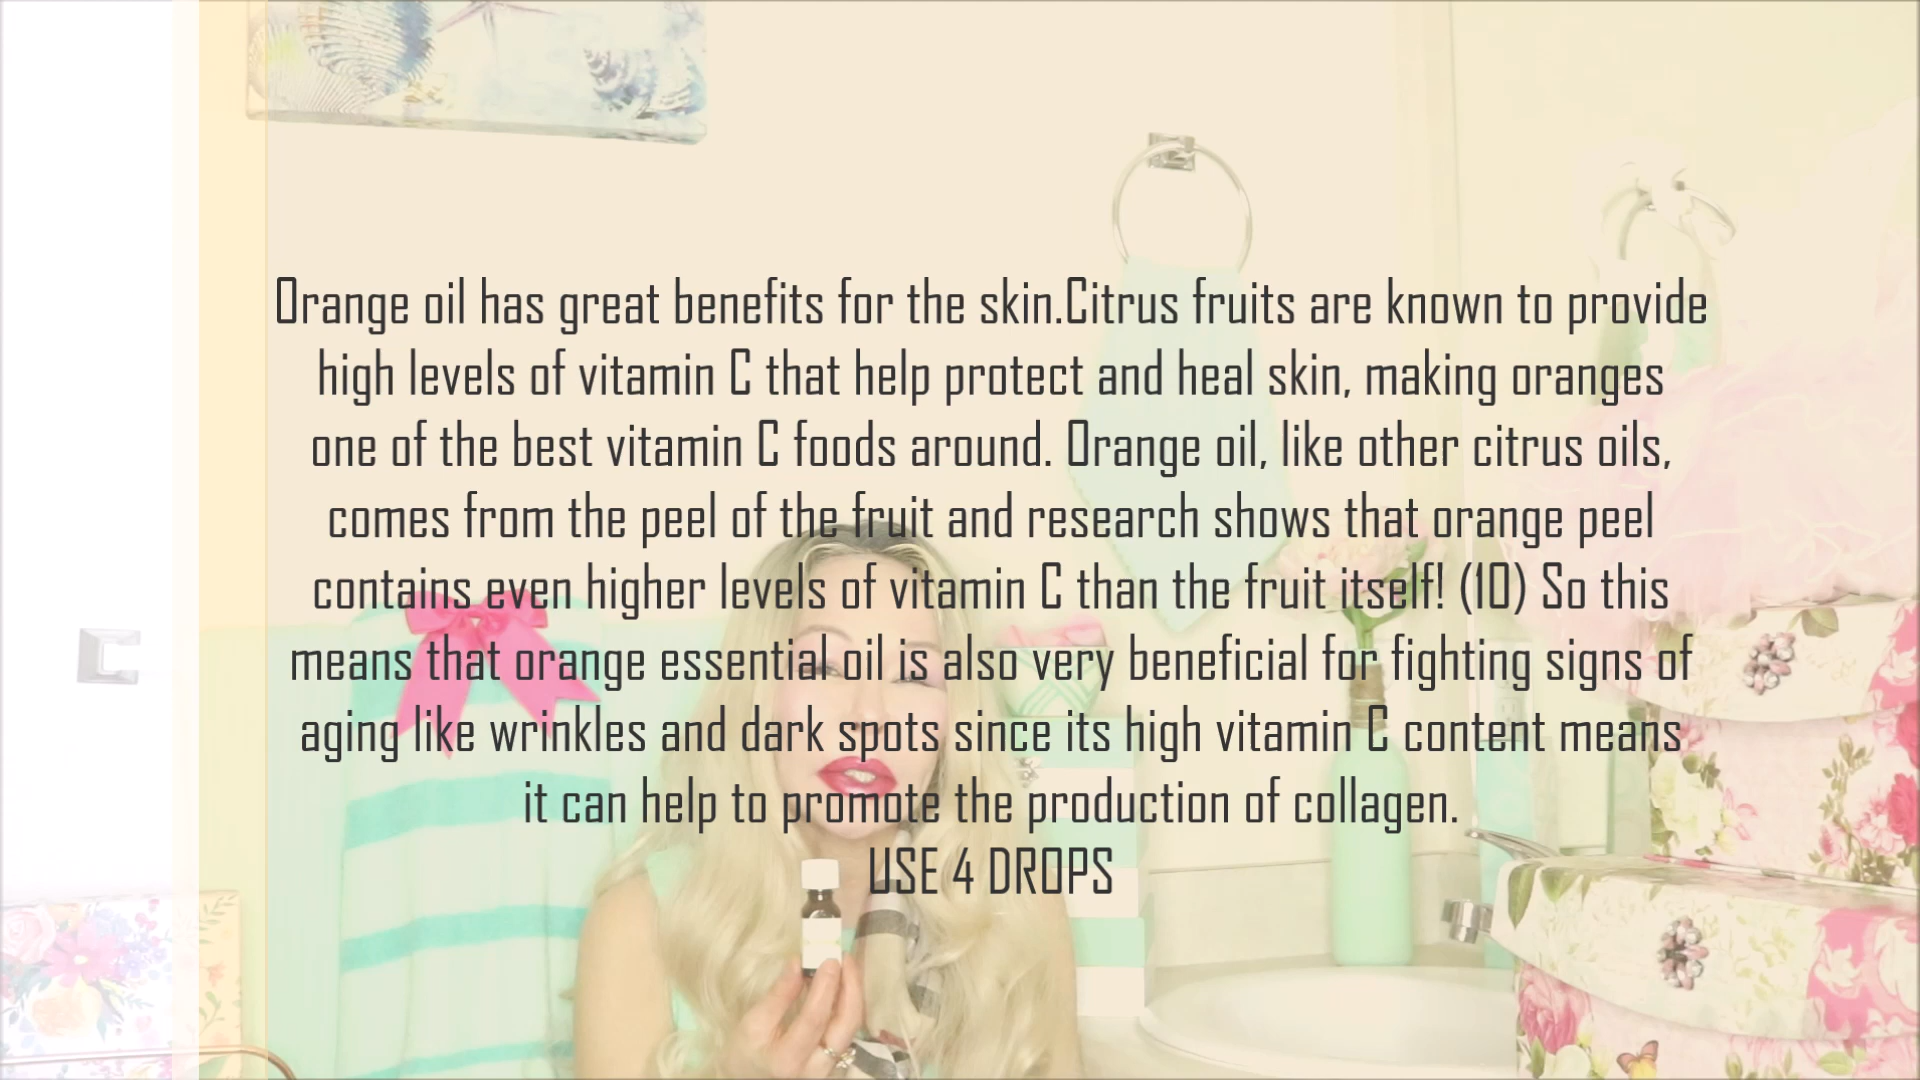 Orange oil has great benefits for the skin.Citrus fruits are known to provide
high levels of vitamin C that help protect and heal skin, making oranges
one of the best vitamin C foods around. Orange oil, like other citrus oils,
comes from the peel of the fruit and research shows that orange peel
contains even higher levels of vitamin C than the fruit itself! (10) So this
means that orange essential oil is also very beneficial for fighting signs of
aging like wrinkles and dark spots since its high vitamin C content means
it can help to promote the production of collagen.
USE 4 DROPS